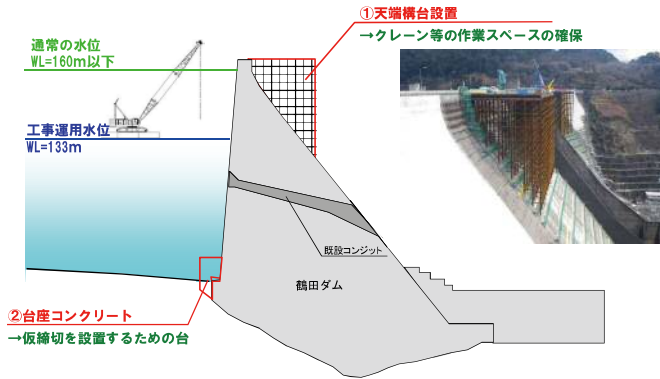 ①天端構台設置
→クレーン等の作業スペースの確保
通常の水位
WL=160m以下
工事運用水位
WL=133m
既設コンジット
鶴田ダム
②台座コンクリート
→仮締切を設置するための台